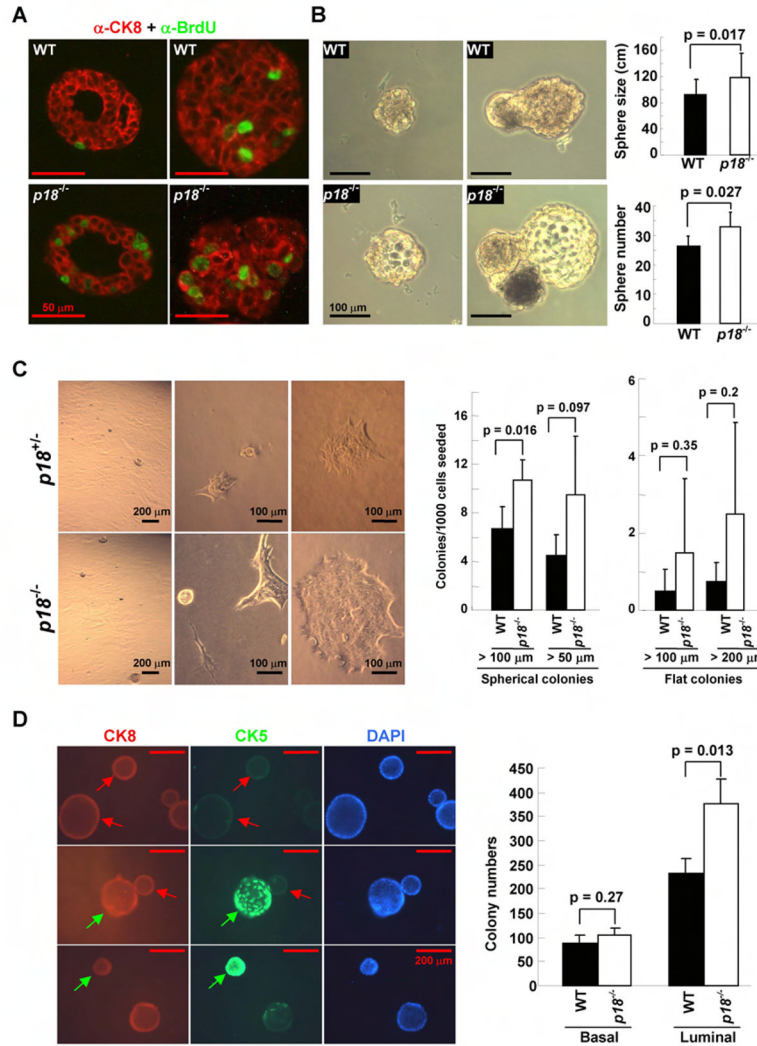 A
α-CK8 + α-BrdU
WT
WT
p18-/-
p18-/-
50 µm
B
WT
WT
p18-/-
p18-/-
100 µm
p = 0.017
Sphere size (cm)
160
120
80
40
0
WT
p18-/-
p = 0.027
Sphere number
50
40
30
20
10
0
WT
p18-/-
C
p18+/-
200 µm
100 µm
100 µm
p18-/-
200 µm
100 µm
100 µm
Colonies/1000 cells seeded
16
12
8
4
0
p = 0.016
p = 0.097
WT
p18-/-
WT
p18-/-
> 100 µm
> 50 µm
Spherical colonies
6
4
2
0
p = 0.35
p = 0.2
WT
p18-/-
WT
p18-/-
> 100 µm
> 200 µm
Flat colonies
D
CK8
CK5
DAPI
200 µm
Colony numbers
450
400
350
300
250
200
150
100
50
0
p = 0.27
p = 0.013
WT
p18-/-
WT
p18-/-
Basal
Luminal